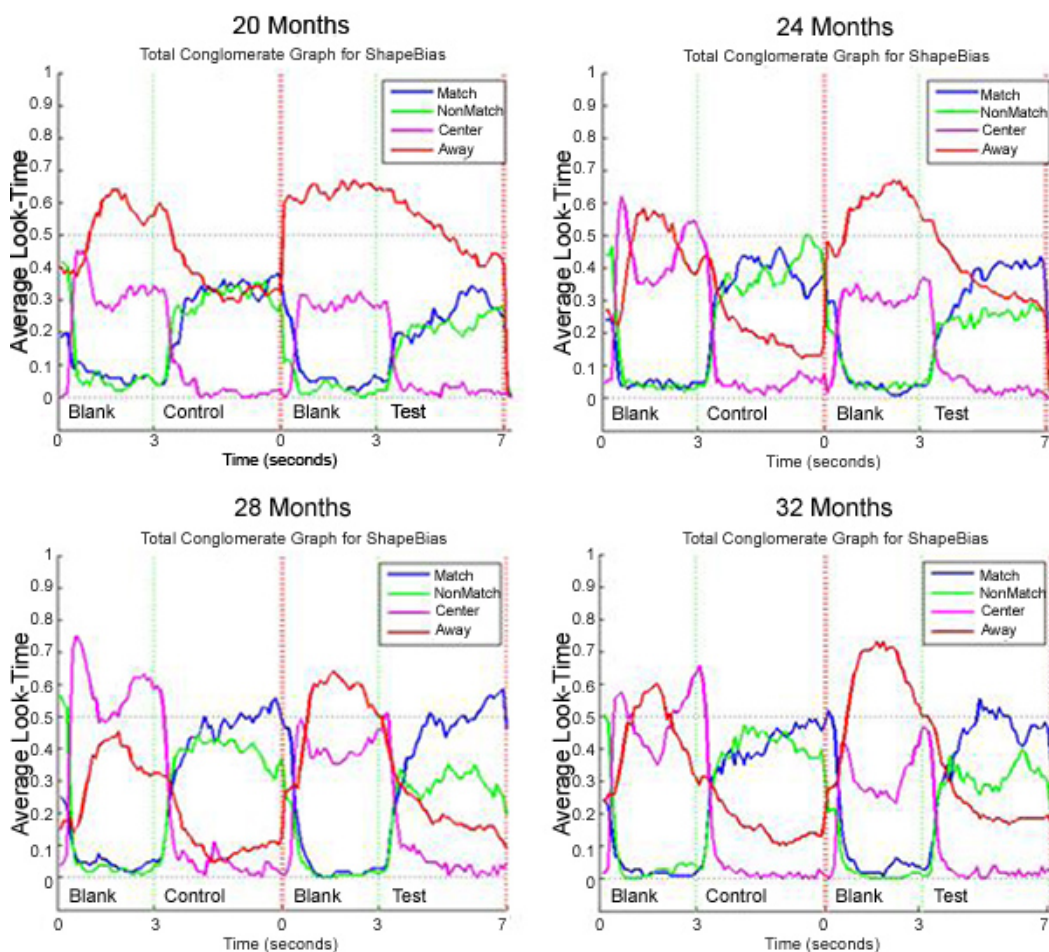 20 Months
Total Conglomerate Graph for ShapeBias
Average Look-Time
1
0.9
0.8
0.7
0.6
0.5
0.4
0.3
0.2
0.1
0
Match
NonMatch
Center
Away
Blank Control Blank Test
0 3 0 3 7
Time (seconds)
24 Months
Total Conglomerate Graph for ShapeBias
Average Look-Time
1
0.9
0.8
0.7
0.6
0.5
0.4
0.3
0.2
0.1
0
Match
NonMatch
Center
Away
Blank Control Blank Test
0 3 0 3 7
Time (seconds)
28 Months
Total Conglomerate Graph for ShapeBias
Average Look-Time
1
0.9
0.8
0.7
0.6
0.5
0.4
0.3
0.2
0.1
0
Match
NonMatch
Center
Away
Blank Control Blank Test
0 3 0 3 7
Time (seconds)
32 Months
Total Conglomerate Graph for ShapeBias
Average Look-Time
1
0.9
0.8
0.7
0.6
0.5
0.4
0.3
0.2
0.1
0
Match
NonMatch
Center
Away
Blank Control Blank Test
0 3 0 3 7
Time (seconds)